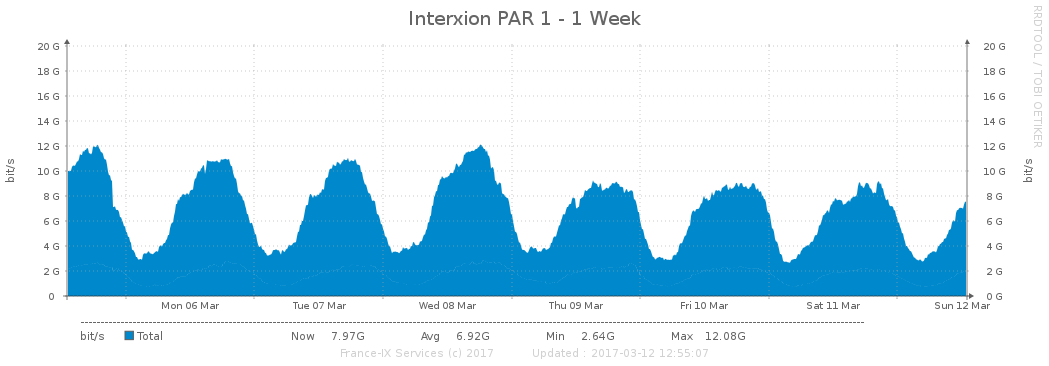 Interxion PAR 1 - 1 Week
RRDTOOL / TOBI OETIKER
bit/s
bit/s
20 G 20 G
18 G 18 G
16 G 16 G
14 G 14 G
12 G 12 G
10 G 10 G
8 G 8 G
6 G 6 G
4 G 4 G
2 G 2 G
0 0 G
Mon 06 Mar Tue 07 Mar Wed 08 Mar Thu 09 Mar Fri 10 Mar Sat 11 Mar Sun 12 Mar
bit/s Total Now 7.97G Avg 6.92G Min 2.64G Max 12.08G
France-IX Services (c) 2017 Updated : 2017-03-12 12:55:07